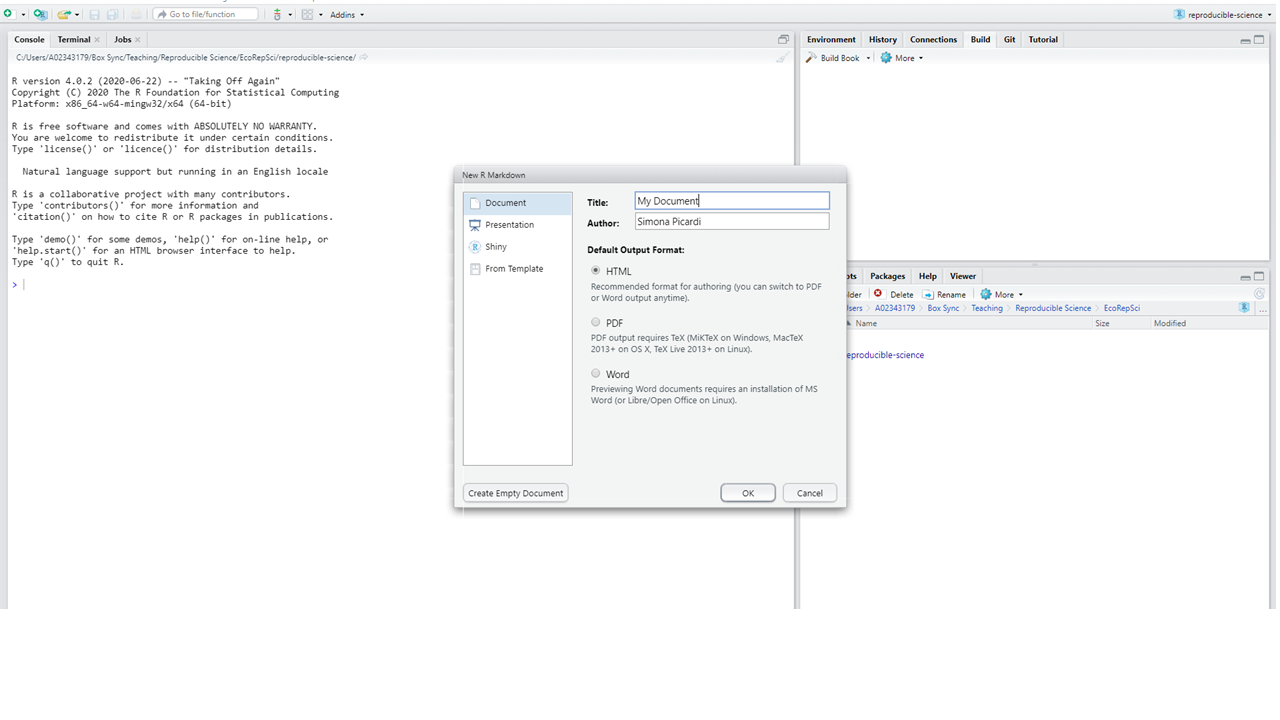 Go to file/function Addins reproducible-science
Console Terminal Jobs
C:/Users/A02343179/Box Sync/Teaching/Reproducible Science/EcoRepSci/reproducible-science/
R version 4.0.2 (2020-06-22) -- "Taking Off Again"
Copyright (C) 2020 The R Foundation for Statistical Computing
Platform: x86_64-w64-mingw32/x64 (64-bit)
R is free software and comes with ABSOLUTELY NO WARRANTY.
You are welcome to redistribute it under certain conditions.
Type 'license()' or 'licence()' for distribution details.
Natural language support but running in an English locale
R is a collaborative project with many contributors.
Type 'contributors()' for more information and
'citation()' on how to cite R or R packages in publications.
Type 'demo()' for some demos, 'help()' for on-line help, or
'help.start()' for an HTML browser interface to help.
Type 'q()' to quit R.
>
New R Markdown
Document
Presentation
Shiny
From Template
Title: My Document
Author: Simona Picardi
Default Output Format:
HTML
Recommended format for authoring (you can switch to PDF
or Word output anytime).
PDF
PDF output requires TeX (MiKTeX on Windows, MacTeX
2013+ on OS X, TeX Live 2013+ on Linux).
Word
Previewing Word documents requires an installation of MS
Word (or Libre/Open Office on Linux).
Create Empty Document OK Cancel
Environment History Connections Build Git Tutorial
Build Book More
ots Packages Help Viewer
lder Delete Rename More
sers A02343179 Box Sync Teaching Reproducible Science EcoRepSci ...
Name Size Modified
eproducible-science